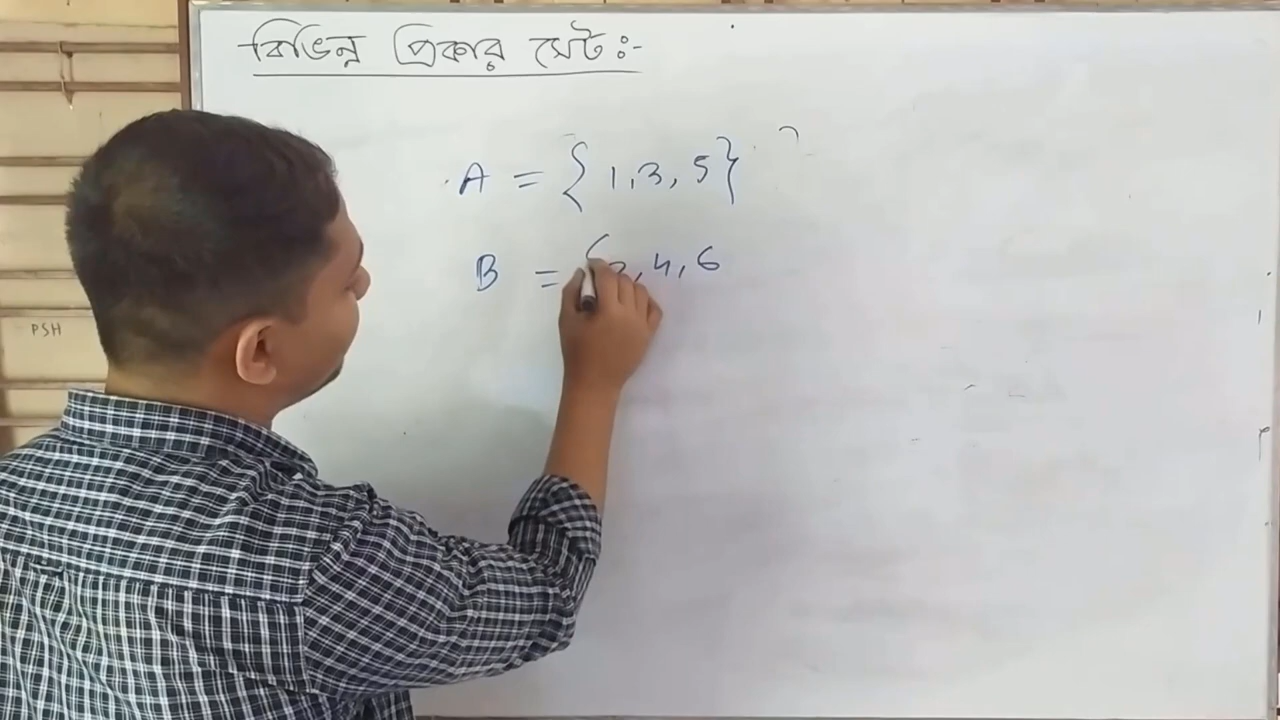 বিভিন্ন প্রকার সেট ঃ-
A = { 1, 3, 5 }
B = { 2, 4, 6
PSH